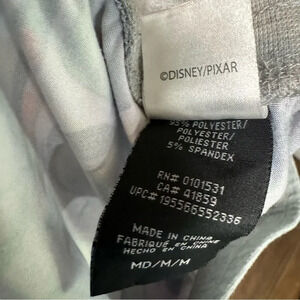 ©DISNEY/PIXAR
95% POLYESTER/
POLYESTER/
POLIESTER
5% SPANDEX
RN# 0101531
CA# 41859
UPC# 195566552336
MADE IN CHINA
FABRIQUÉ EN CHINE
HECHO EN CHINA
MD/M/M